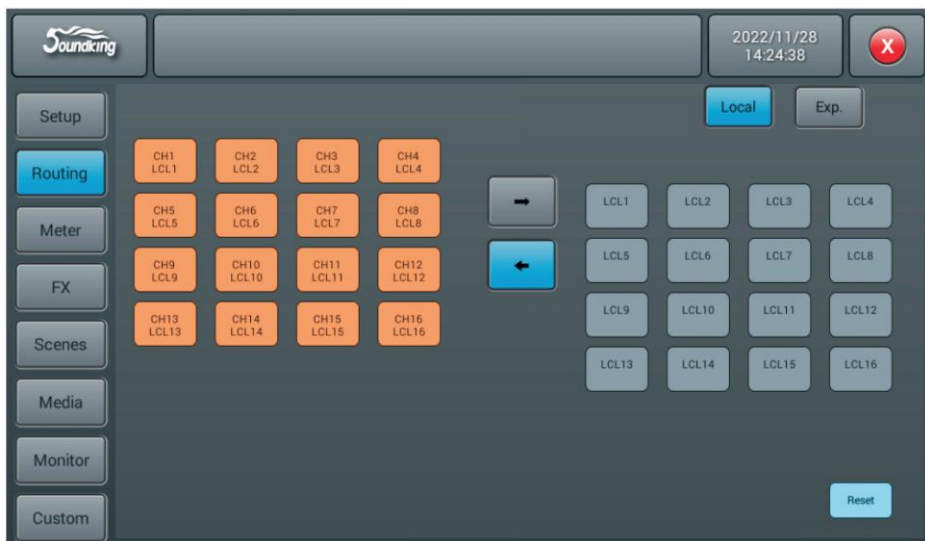 Soundking
2022/11/28
14:24:38
X
Local
Exp.
Setup
Routing
Meter
FX
Scenes
Media
Monitor
Custom
CH1
LCL1
CH2
LCL2
CH3
LCL3
CH4
LCL4
CH5
LCL5
CH6
LCL6
CH7
LCL7
CH8
LCL8
CH9
LCL9
CH10
LCL10
CH11
LCL11
CH12
LCL12
CH13
LCL13
CH14
LCL14
CH15
LCL15
CH16
LCL16
LCL1
LCL2
LCL3
LCL4
LCL5
LCL6
LCL7
LCL8
LCL9
LCL10
LCL11
LCL12
LCL13
LCL14
LCL15
LCL16
Reset